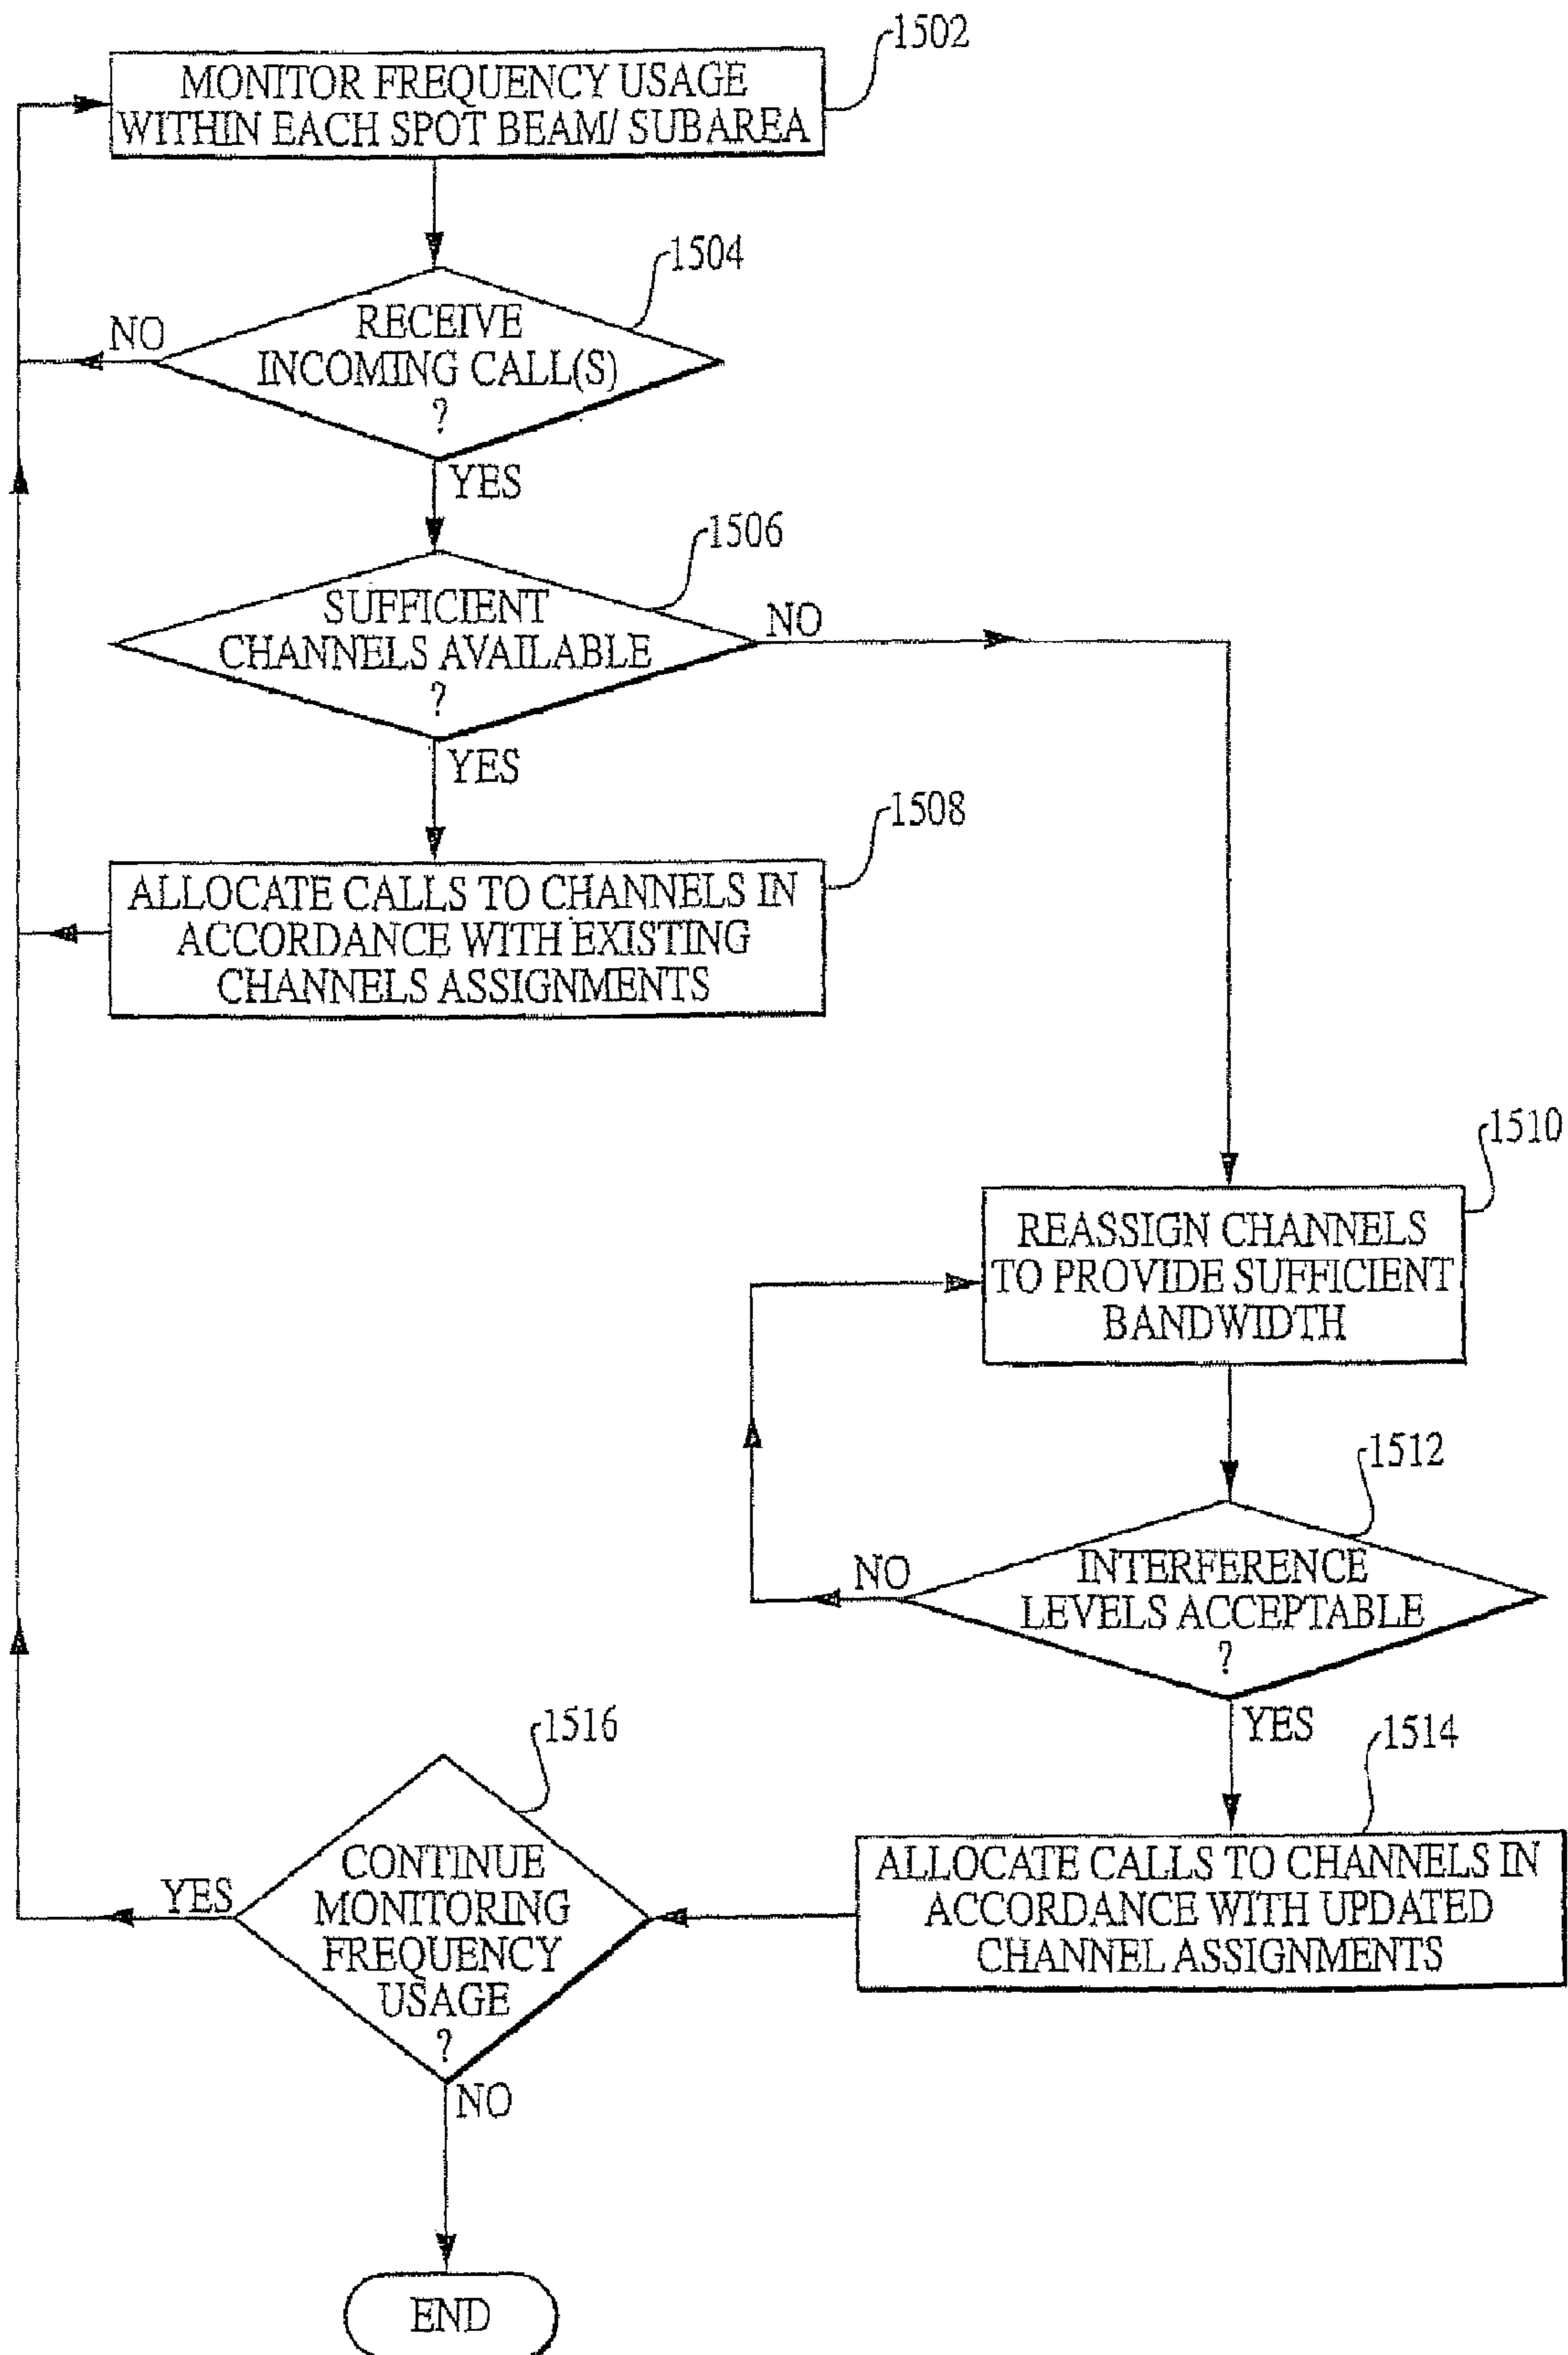 1502
MONITOR FREQUENCY USAGE
WITHIN EACH SPOT BEAM/ SUBAREA
1504
RECEIVE
INCOMING CALL(S)
?
NO
YES
1506
SUFFICIENT
CHANNELS AVAILABLE
?
NO
YES
1508
ALLOCATE CALLS TO CHANNELS IN
ACCORDANCE WITH EXISTING
CHANNELS ASSIGNMENTS
1510
REASSIGN CHANNELS
TO PROVIDE SUFFICIENT
BANDWIDTH
1512
INTERFERENCE
LEVELS ACCEPTABLE
?
NO
YES
1514
ALLOCATE CALLS TO CHANNELS IN
ACCORDANCE WITH UPDATED
CHANNEL ASSIGNMENTS
1516
CONTINUE
MONITORING
FREQUENCY
USAGE
?
YES
NO
END